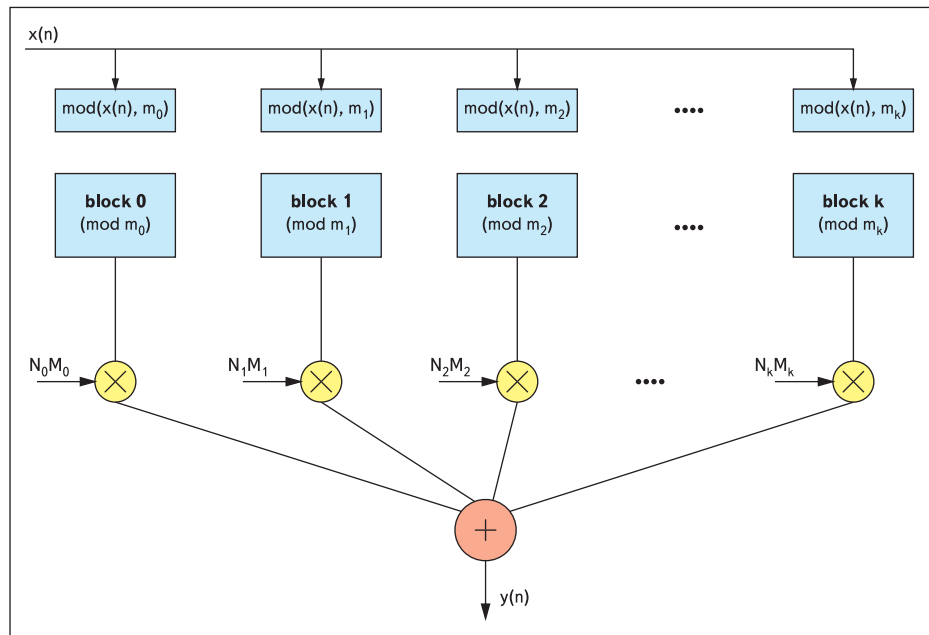 x(n)
mod(x(n), m₀) mod(x(n), m₁) mod(x(n), m₂) •••• mod(x(n), mₖ)
block 0 block 1 block 2 •••• block k
(mod m₀) (mod m₁) (mod m₂) (mod mₖ)
N₀M₀ N₁M₁ N₂M₂ •••• NₖMₖ
+
y(n)